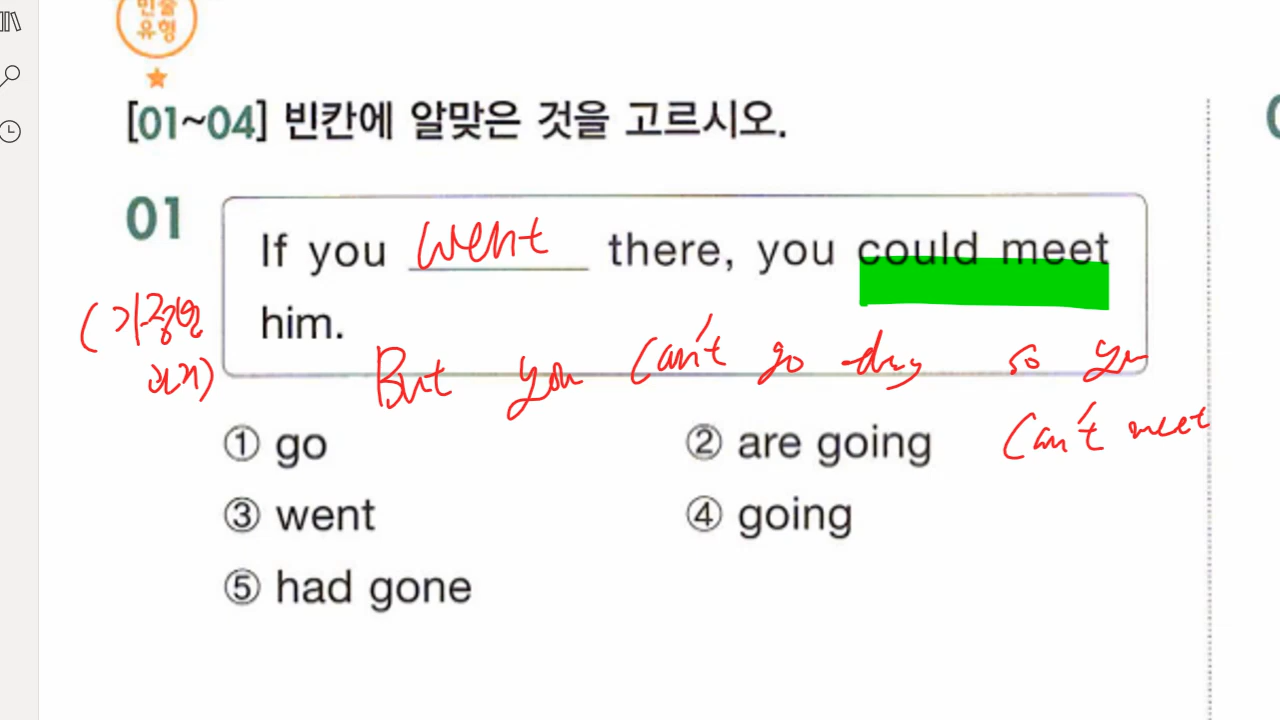 빈출
유형
[01~04] 빈칸에 알맞은 것을 고르시오.
01
If you went there, you could meet
him.
(가정법
과거)
But you can't go there so you
can't meet
① go
② are going
③ went
④ going
⑤ had gone